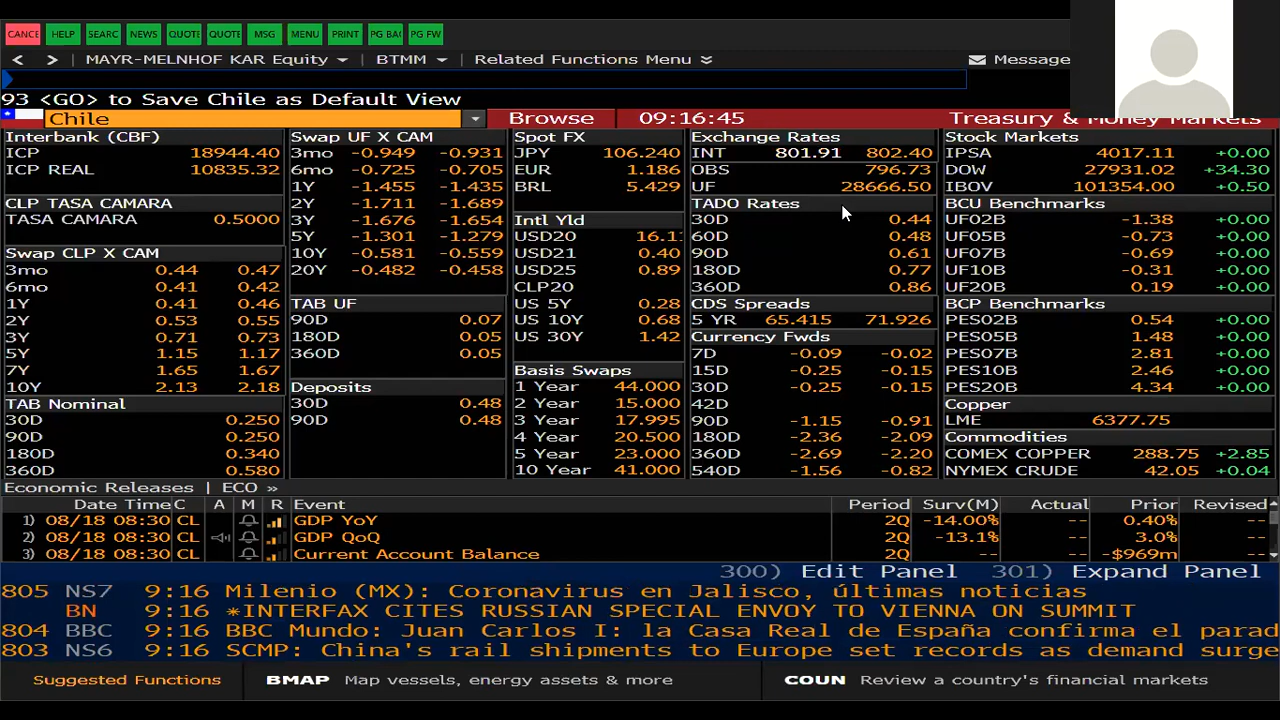 CANCE HELP SEARC NEWS QUOTE QUOTE MSG MENU PRINT PG BAC PG FW
< > MAYR-MELNHOF KAR Equity BTMM Related Functions Menu Message
93 <GO> to Save Chile as Default View
Chile Browse 09:16:45 Treasury & Money Markets
Interbank (CBF)
ICP 18944.40
ICP REAL 10835.32
CLP TASA CAMARA
TASA CAMARA 0.5000
Swap CLP X CAM
3mo 0.44 0.47
6mo 0.41 0.42
1Y 0.41 0.46
2Y 0.53 0.55
3Y 0.71 0.73
5Y 1.15 1.17
7Y 1.65 1.67
10Y 2.13 2.18
TAB Nominal
30D 0.250
90D 0.250
180D 0.340
360D 0.580
Swap UF X CAM
3mo -0.949 -0.931
6mo -0.725 -0.705
1Y -1.455 -1.435
2Y -1.711 -1.689
3Y -1.676 -1.654
5Y -1.301 -1.279
10Y -0.581 -0.559
20Y -0.482 -0.458
TAB UF
90D 0.07
180D 0.05
360D 0.05
Deposits
30D 0.48
90D 0.48
Spot FX
JPY 106.240
EUR 1.186
BRL 5.429
Intl Yld
USD20 16.11
USD21 0.40
USD25 0.89
CLP20
US 5Y 0.28
US 10Y 0.68
US 30Y 1.42
Basis Swaps
1 Year 44.000
2 Year 15.000
3 Year 17.995
4 Year 20.500
5 Year 23.000
10 Year 41.000
Exchange Rates
INT 801.91 802.40
OBS 796.73
UF 28666.50
TADO Rates
30D 0.44
60D 0.48
90D 0.61
180D 0.77
360D 0.86
CDS Spreads
5 YR 65.415 71.926
Currency Fwds
7D -0.09 -0.02
15D -0.25 -0.15
30D -0.25 -0.15
42D
90D -1.15 -0.91
180D -2.36 -2.09
360D -2.69 -2.20
540D -1.56 -0.82
Stock Markets
IPSA 4017.11 +0.00
DOW 27931.02 +34.30
IBOV 101354.00 +0.50
BCU Benchmarks
UF02B -1.38 +0.00
UF05B -0.73 +0.00
UF07B -0.69 +0.00
UF10B -0.31 +0.00
UF20B 0.19 +0.00
BCP Benchmarks
PES02B 0.54 +0.00
PES05B 1.48 +0.00
PES07B 2.81 +0.00
PES10B 2.46 +0.00
PES20B 4.34 +0.00
Copper
LME 6377.75
Commodities
COMEX COPPER 288.75 +2.85
NYMEX CRUDE 42.05 +0.04
Economic Releases | ECO »
Date Time C A M R Event Period Surv(M) Actual Prior Revised
1) 08/18 08:30 CL GDP YoY 2Q -14.00% -- 0.40% --
2) 08/18 08:30 CL GDP QoQ 2Q -13.1% -- 3.0% --
3) 08/18 08:30 CL Current Account Balance 2Q -- -- -$969m --
300) Edit Panel 301) Expand Panel
805 NS7 9:16 Milenio (MX): Coronavirus en Jalisco, últimas noticias
BN 9:16 *INTERFAX CITES RUSSIAN SPECIAL ENVOY TO VIENNA ON SUMMIT
804 BBC 9:16 BBC Mundo: Juan Carlos I: la Casa Real de España confirma el parad
803 NS6 9:16 SCMP: China's rail shipments to Europe set records as demand surge
Suggested Functions BMAP Map vessels, energy assets & more COUN Review a country's financial markets